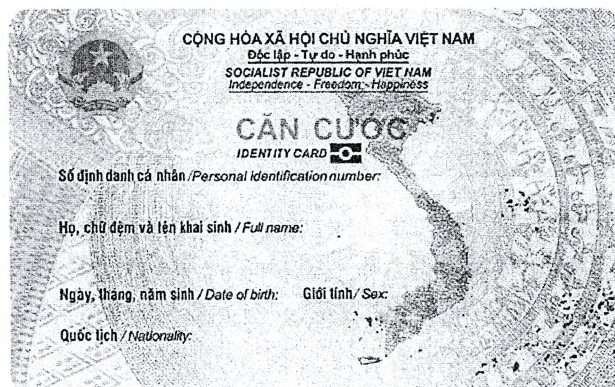 CỘNG HÒA XÃ HỘI CHỦ NGHĨA VIỆT NAM
Độc lập - Tự do - Hạnh phúc
SOCIALIST REPUBLIC OF VIET NAM
Independence - Freedom - Happiness
CĂN CƯỚC
IDENTITY CARD
Số định danh cá nhân / Personal identification number:
Họ, chữ đệm và tên khai sinh / Full name:
Ngày, tháng, năm sinh / Date of birth: Giới tính / Sex:
Quốc tịch / Nationality: